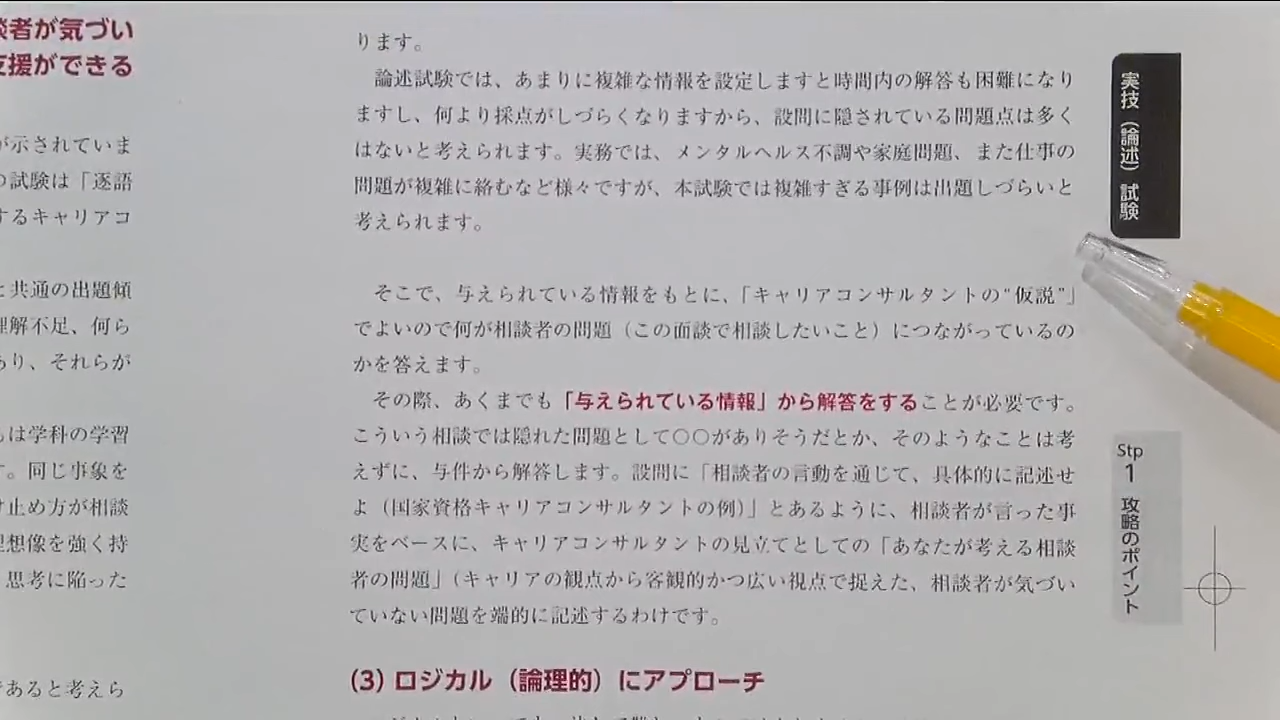 談者が気づい
支援ができる
が示されていま
の試験は「逐語
するキャリアコ
と共通の出題傾
理解不足、何ら
あり、それらが
は学科の学習
す。同じ事象を
け止め方が相談
想像を強く持
思考に陥った
であると考えら
ります。
論述試験では、あまりに複雑な情報を設定しますと時間内の解答も困難になり
ますし、何より採点がしづらくなりますから、設問に隠されている問題点は多く
はないと考えられます。実務では、メンタルヘルス不調や家庭問題、また仕事の
問題が複雑に絡むなど様々ですが、本試験では複雑すぎる事例は出題しづらいと
考えられます。
そこで、与えられている情報をもとに、「キャリアコンサルタントの“仮説”」
でよいので何が相談者の問題（この面談で相談したいこと）につながっているの
かを答えます。
その際、あくまでも「与えられている情報」から解答をすることが必要です。
こういう相談では隠れた問題として〇〇がありそうだとか、そのようなことは考
えずに、与件から解答します。設問に「相談者の言動を通じて、具体的に記述せ
よ（国家資格キャリアコンサルタントの例）」とあるように、相談者が言った事
実をベースに、キャリアコンサルタントの見立てとしての「あなたが考える相談
者の問題」（キャリアの観点から客観的かつ広い視点で捉えた、相談者が気づい
ていない問題を端的に記述するわけです。
(3) ロジカル（論理的）にアプローチ
実技（論述）試験
Stp
1
攻略のポイント